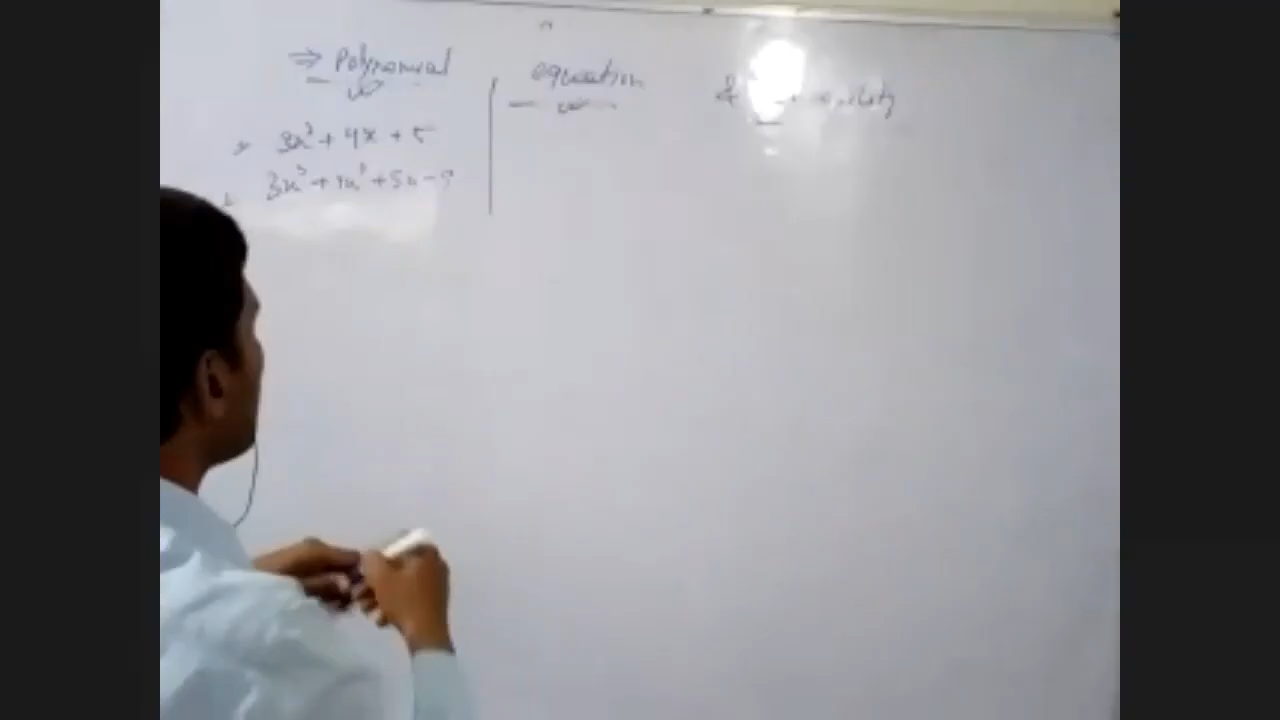 ⇒ Polynomial | equation &
3x² + 4x + 5
3x³ + 4x² + 5x - 9